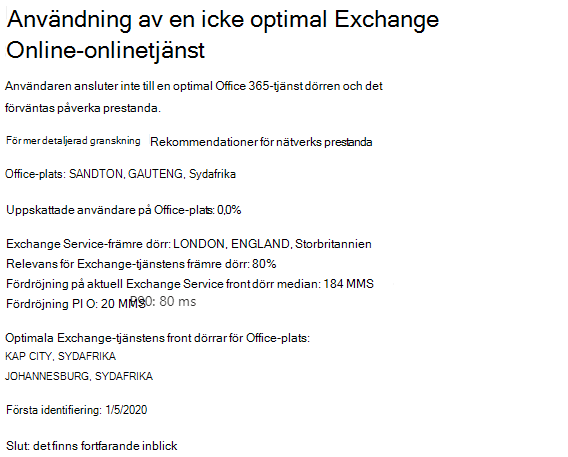 Användning av en icke optimal Exchange
Online-onlinetjänst
Användaren ansluter inte till en optimal Office 365-tjänst dörren och det
förväntas påverka prestanda.
För mer detaljerad granskning Rekommendationer för nätverks prestanda
Office-plats: SANDTON, GAUTENG, Sydafrika
Uppskattade användare på Office-plats: 0,0%
Exchange Service-främre dörr: LONDON, ENGLAND, Storbritannien
Relevans för Exchange-tjänstens främre dörr: 80%
Fördröjning på aktuell Exchange Service front dörr median: 184 MMS
Fördröjning PI O: 20 MMS P90: 80 ms
Optimala Exchange-tjänstens front dörrar för Office-plats:
KAP CITY, SYDAFRIKA
JOHANNESBURG, SYDAFRIKA
Första identifiering: 1/5/2020
Slut: det finns fortfarande inblick